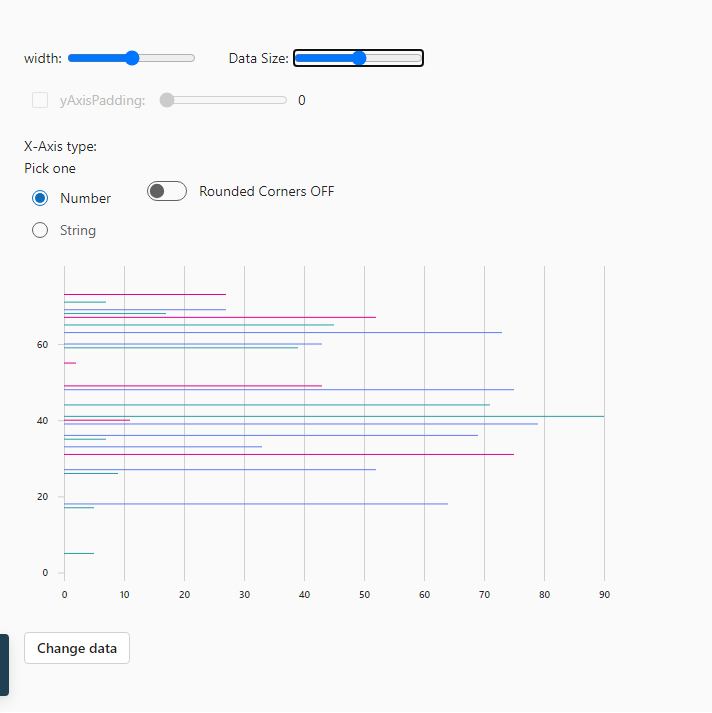 width: Data Size:
yAxisPadding: 0
X-Axis type:
Pick one
Number Rounded Corners OFF
String
60
40
20
0
0 10 20 30 40 50 60 70 80 90
Change data